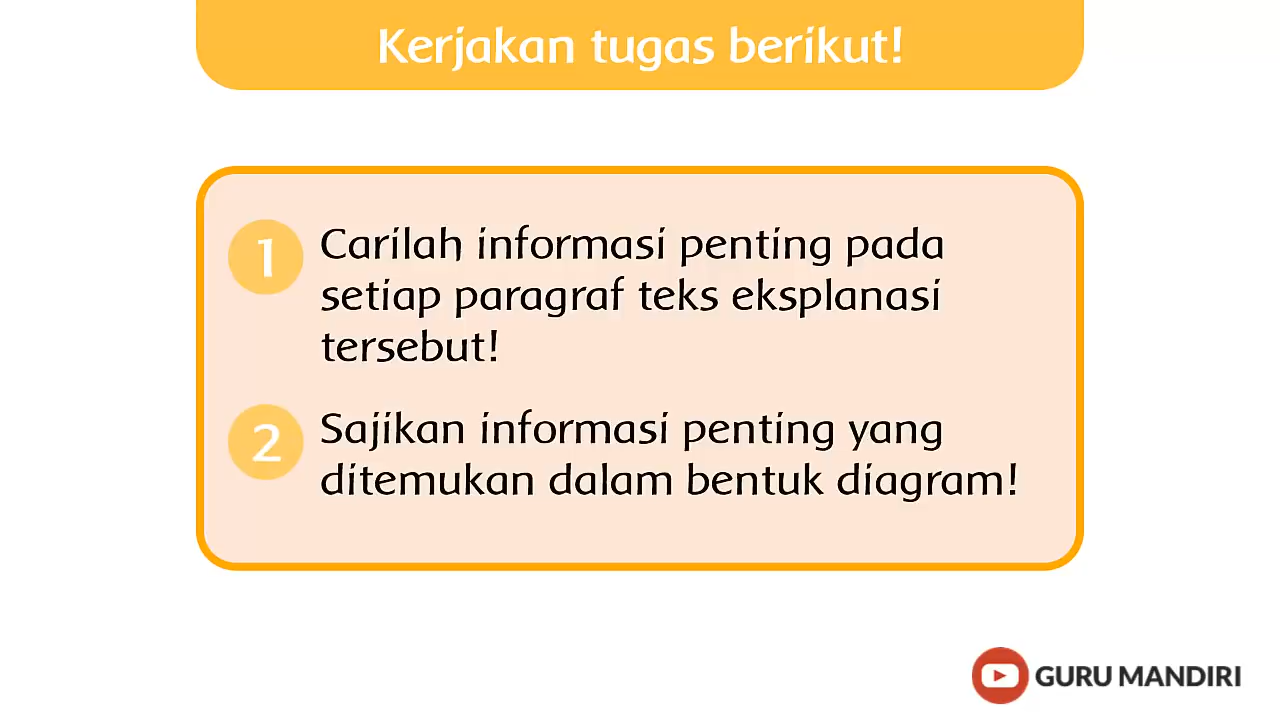 Kerjakan tugas berikut!
1 Carilah informasi penting pada
setiap paragraf teks eksplanasi
tersebut!
2 Sajikan informasi penting yang
ditemukan dalam bentuk diagram!
GURU MANDIRI